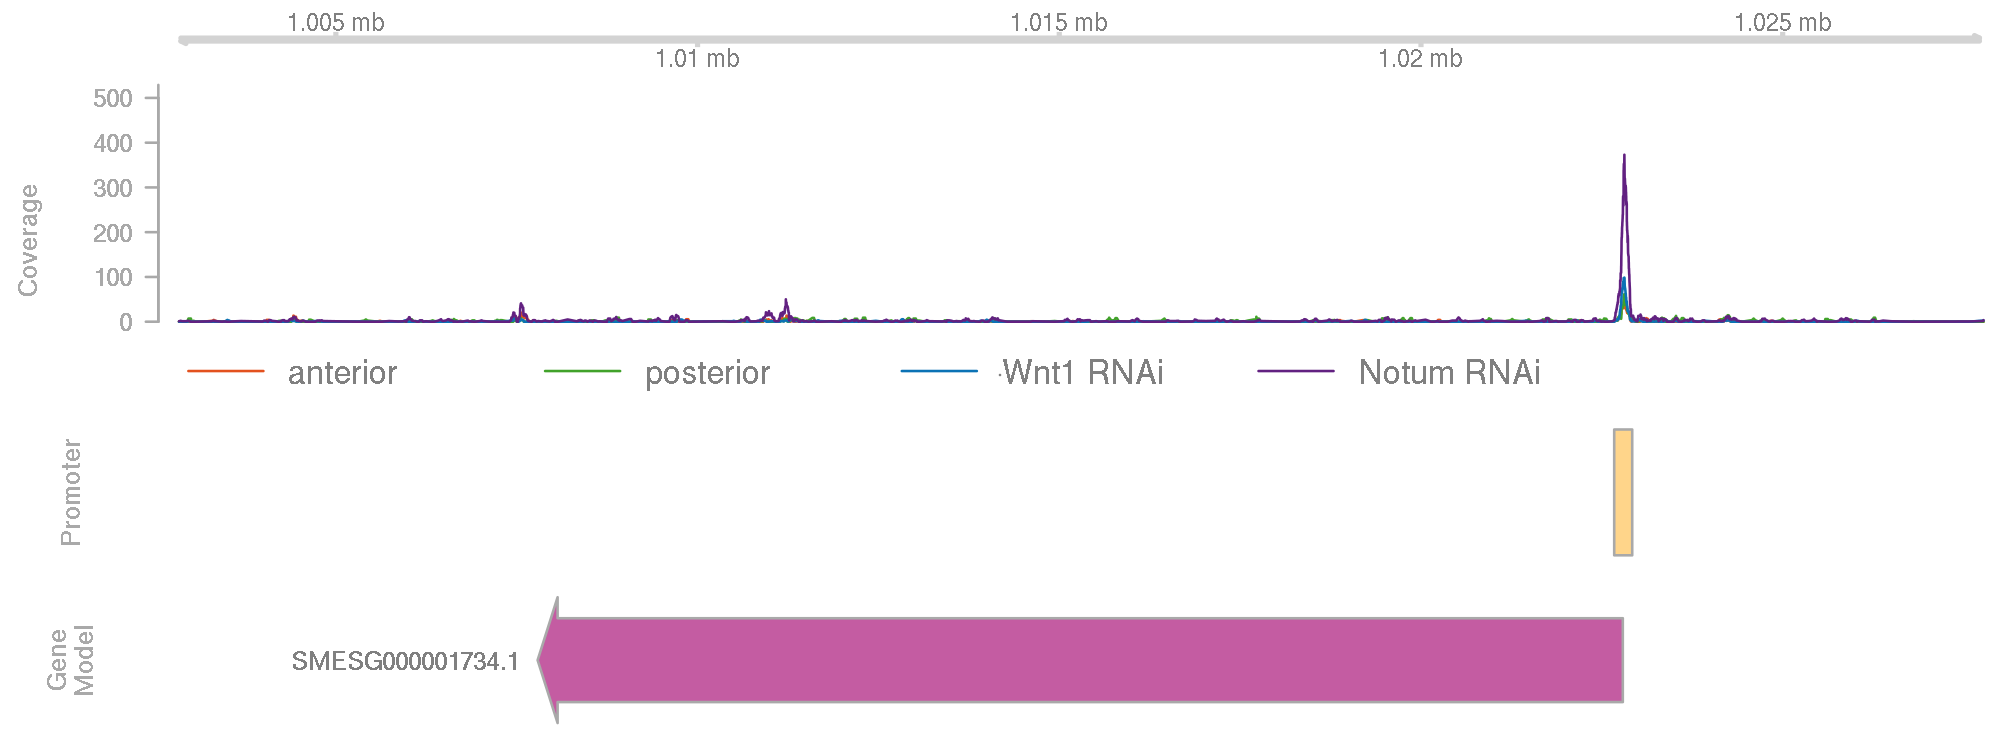 1.005 mb 1.015 mb 1.025 mb
1.01 mb 1.02 mb
Coverage
500
400
300
200
100
0
anterior posterior Wnt1 RNAi Notum RNAi
Promoter
Gene
Model
SMESG000001734.1